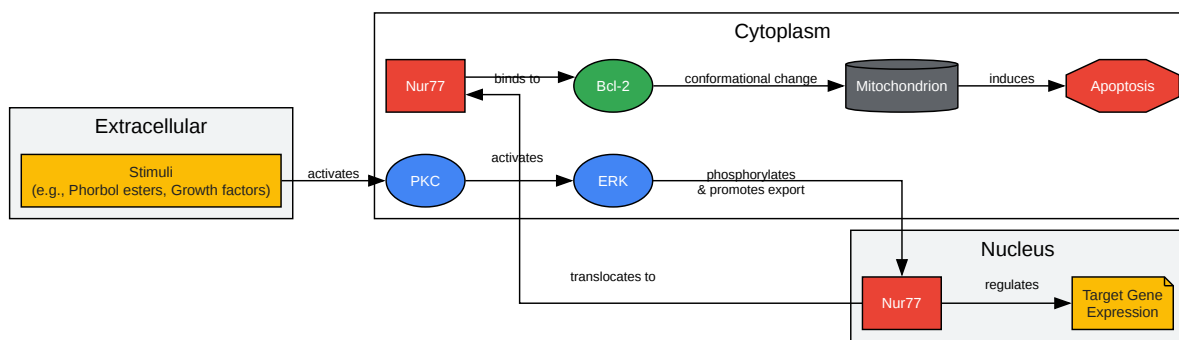 Cytoplasm
Nur77
binds to
Bcl-2
conformational change
Mitochondrion
induces
Apoptosis
Extracellular
Stimuli
(e.g., Phorbol esters, Growth factors)
activates
PKC
activates
ERK
phosphorylates
& promotes export
Nucleus
translocates to
Nur77
regulates
Target Gene
Expression